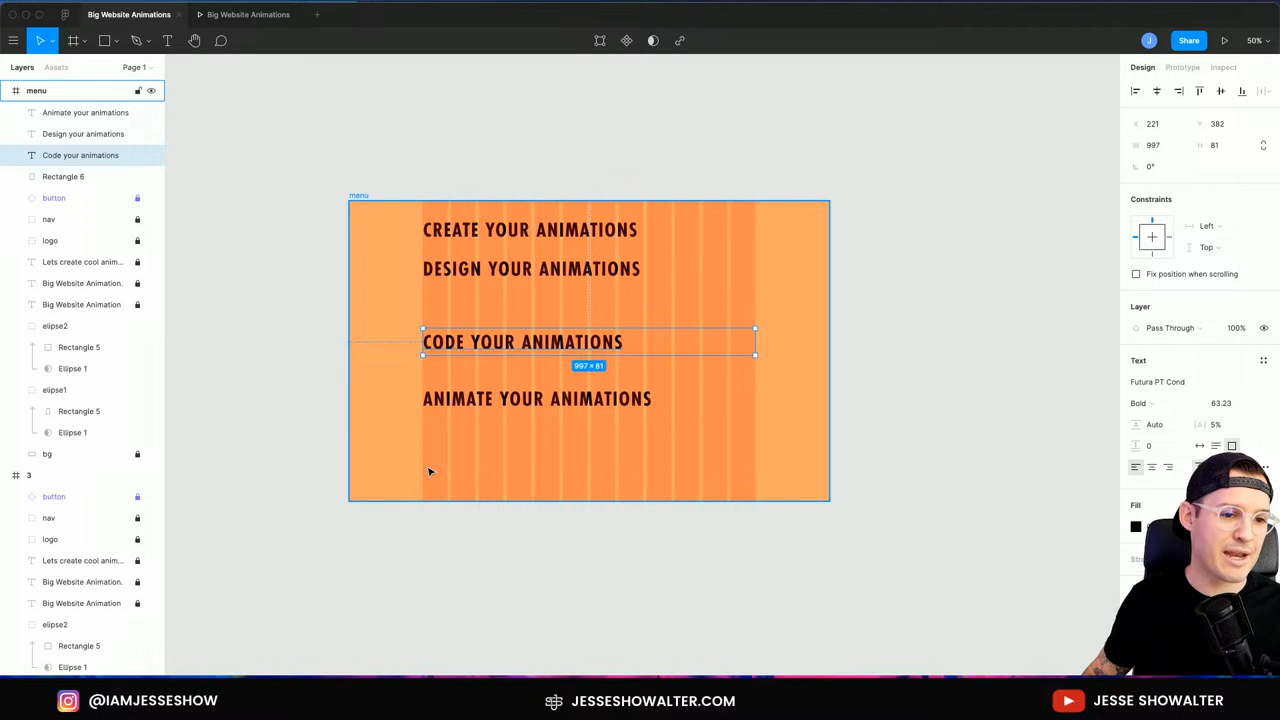 Big Website Animations
Big Website Animations
J
Share
50%
Layers
Assets
Page 1
Design
Prototype
Inspect
menu
Animate your animations
Design your animations
Code your animations
Rectangle 6
button
nav
logo
Lets create cool anim...
Big Website Animation.
Big Website Animation
elipse2
Rectangle 5
Ellipse 1
elipse1
Rectangle 5
Ellipse 1
bg
3
button
nav
logo
Lets create cool anim...
Big Website Animation.
Big Website Animation
elipse2
Rectangle 5
Ellipse 1
menu
CREATE YOUR ANIMATIONS
DESIGN YOUR ANIMATIONS
CODE YOUR ANIMATIONS
997 × 81
ANIMATE YOUR ANIMATIONS
X 221 Y 382
W 997 H 81
0°
Constraints
Left
Top
Fix position when scrolling
Layer
Pass Through 100%
Text
Futura PT Cond
Bold 63.23
Auto 5%
0
Fill
@IAMJESSESHOW
JESSESHOWALTER.COM
JESSE SHOWALTER